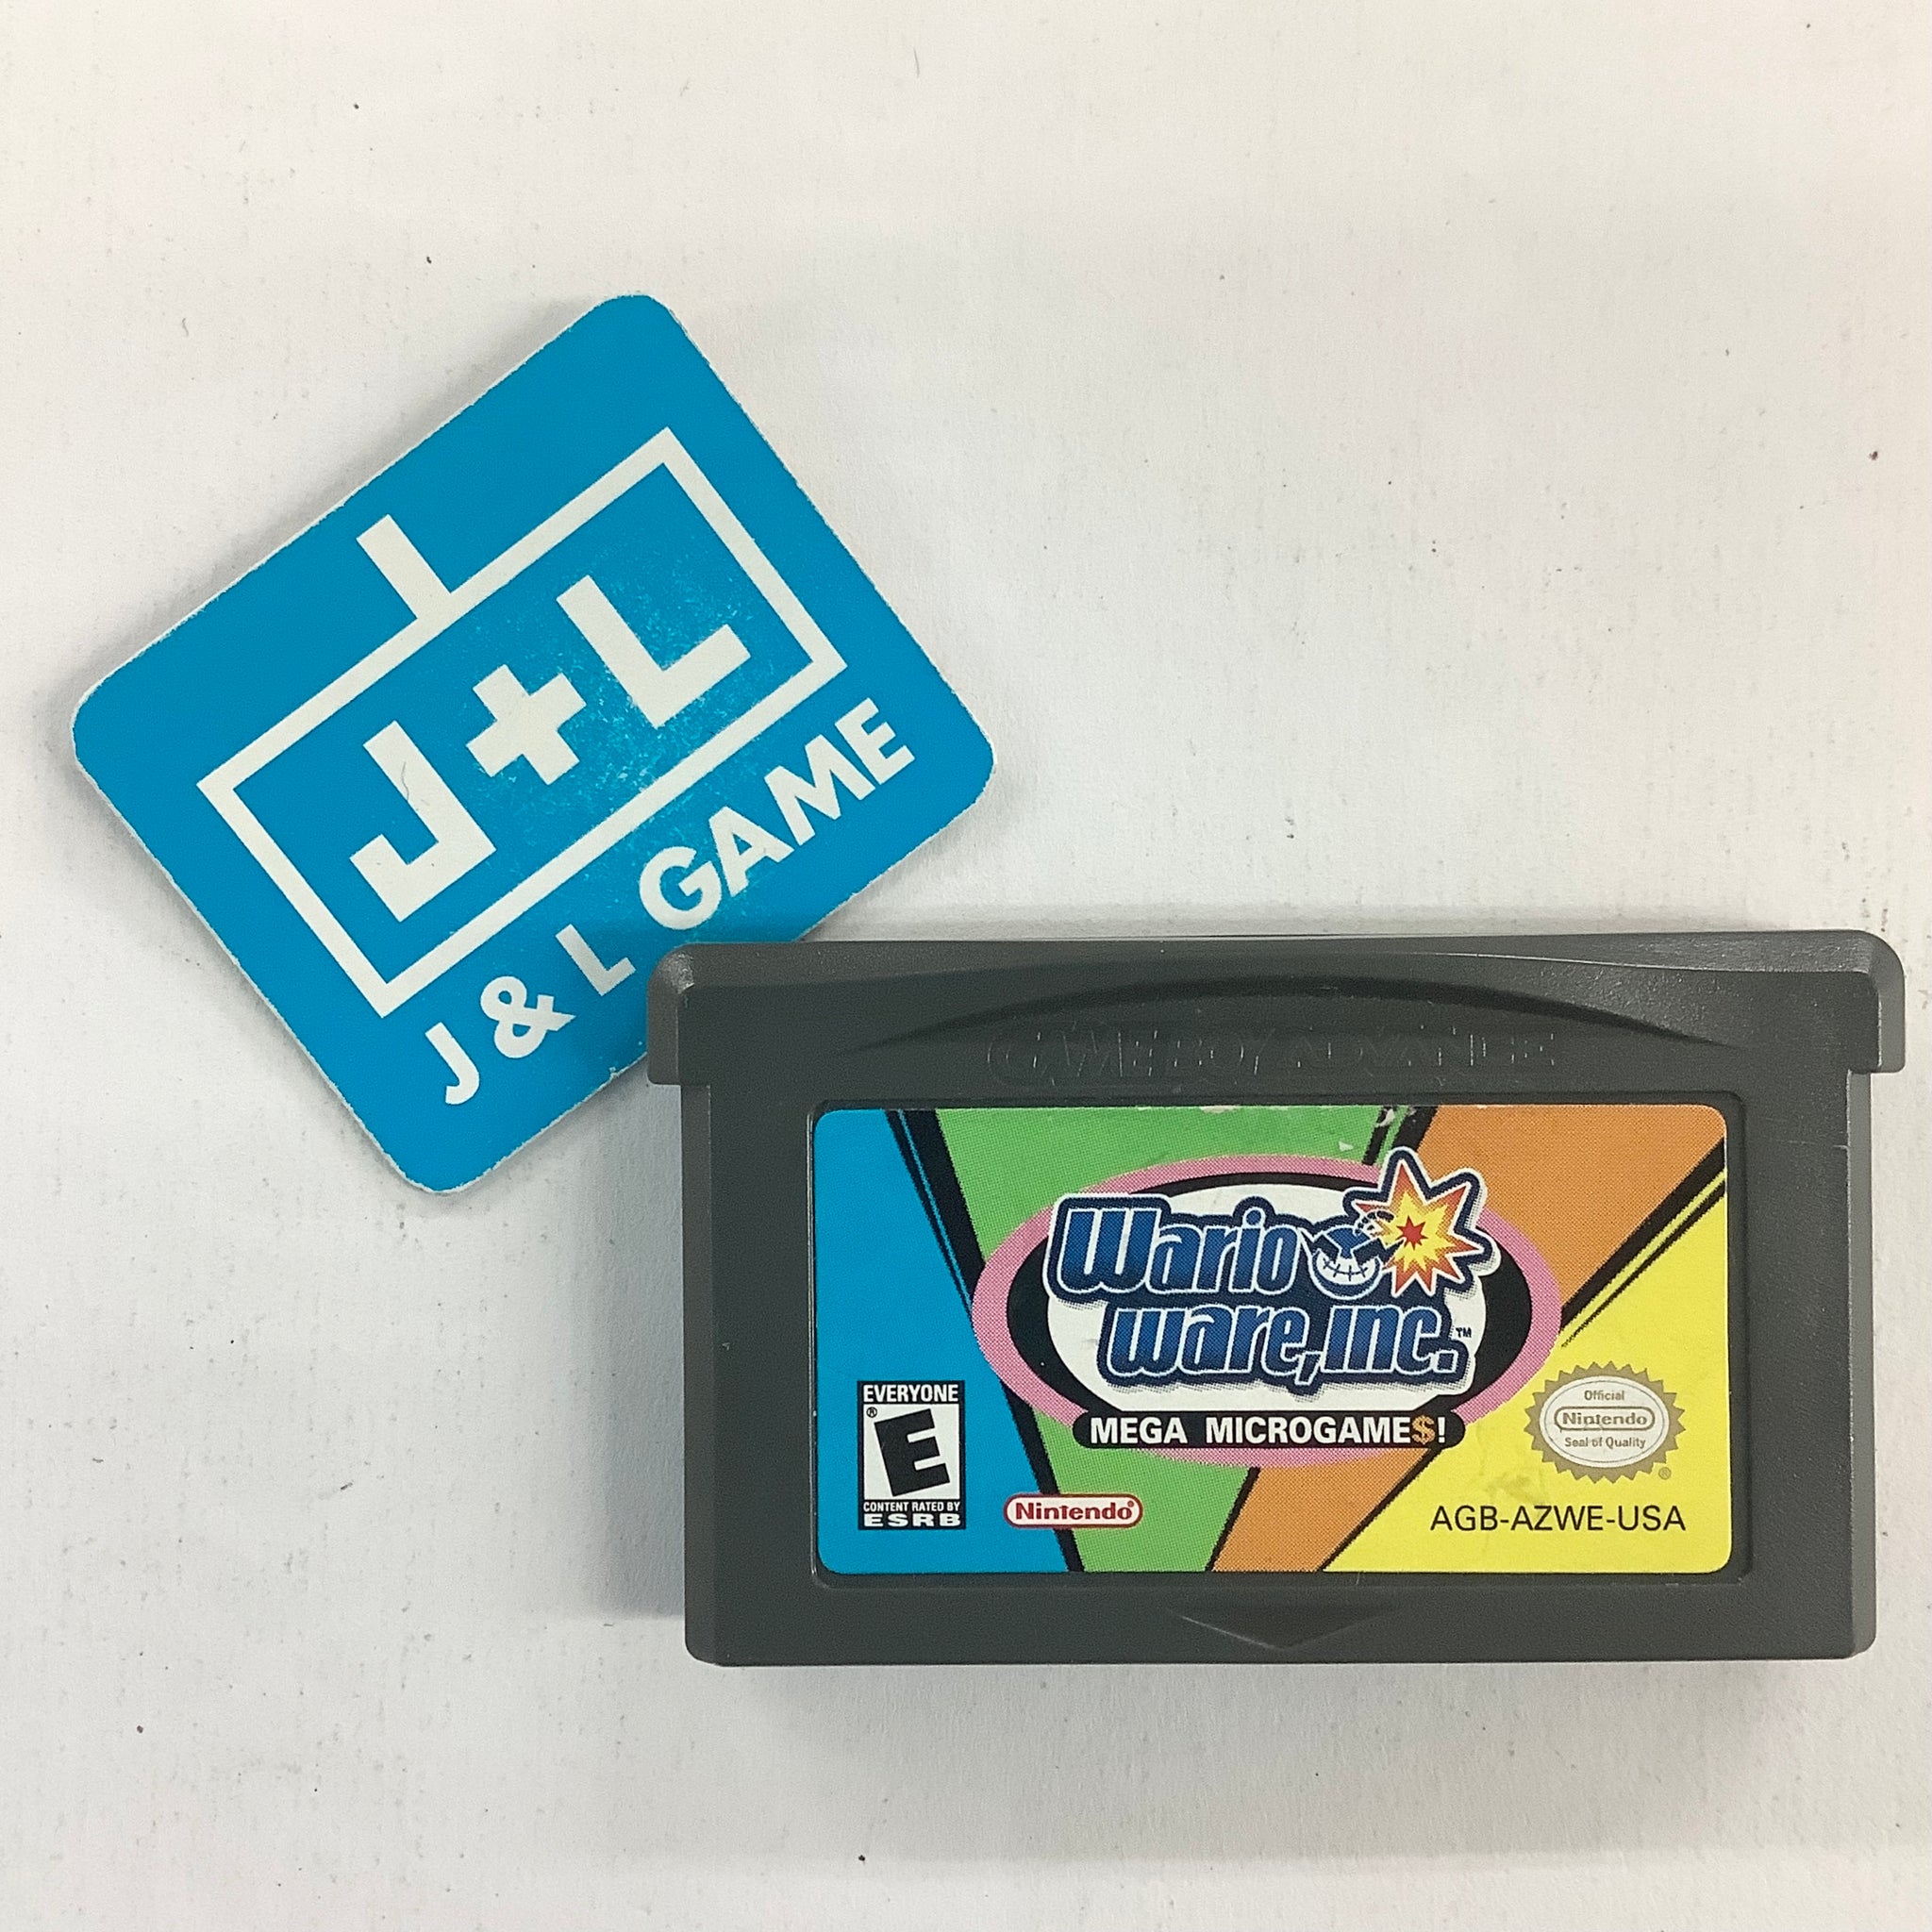 J+L
J & L GAME
GAME BOY ADVANCE
Wario
Ware, Inc.™
MEGA MICROGAME$!
EVERYONE
E®
CONTENT RATED BY
ESRB
Nintendo®
Official
Nintendo
Seal of Quality
®
AGB-AZWE-USA